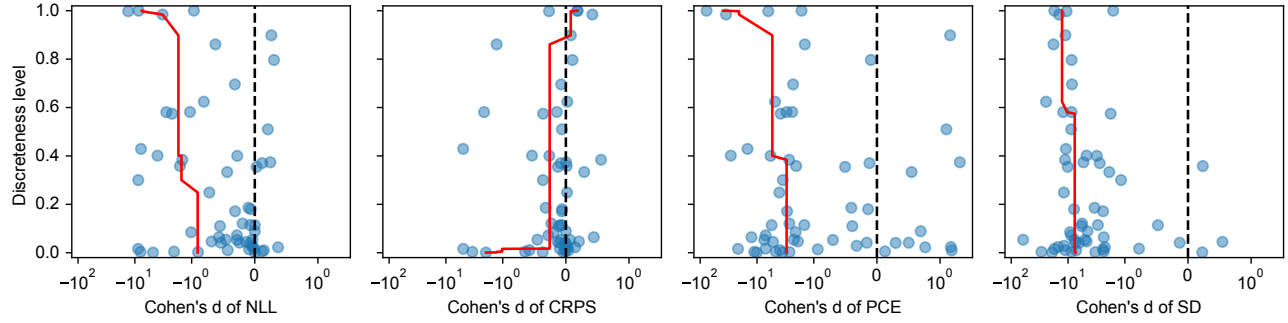 Discreteness level
1.0
0.8
0.6
0.4
0.2
0.0
−10² −10¹ −10⁰ 0 10⁰
Cohen's d of NLL
−10² −10¹ −10⁰ 0 10⁰
Cohen's d of CRPS
−10² −10¹ −10⁰ 0 10⁰
Cohen's d of PCE
−10² −10¹ −10⁰ 0 10⁰
Cohen's d of SD